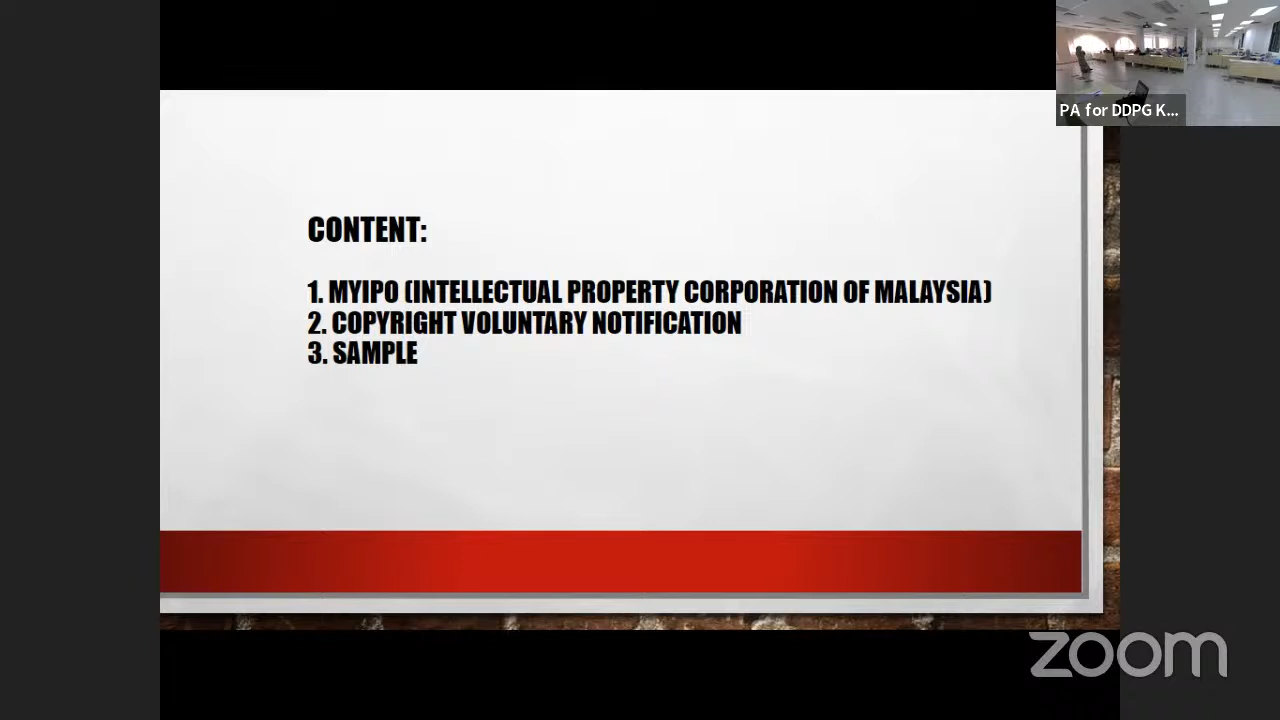 PA for DDPG K...
CONTENT:
1. MYIPO (INTELLECTUAL PROPERTY CORPORATION OF MALAYSIA)
2. COPYRIGHT VOLUNTARY NOTIFICATION
3. SAMPLE
zoom